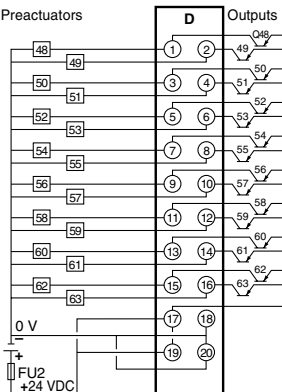 Preactuators D Outputs
48 1 2 Q48
49 49
50 3 4 50
51 51
52 5 6 52
53 53
54 7 8 54
55 55
56 9 10 56
57 57
58 11 12 58
59 59
60 13 14 60
61 61
62 15 16 62
63 63
0 V 17 18
–
+ 19 20
FU2
+24 VDC